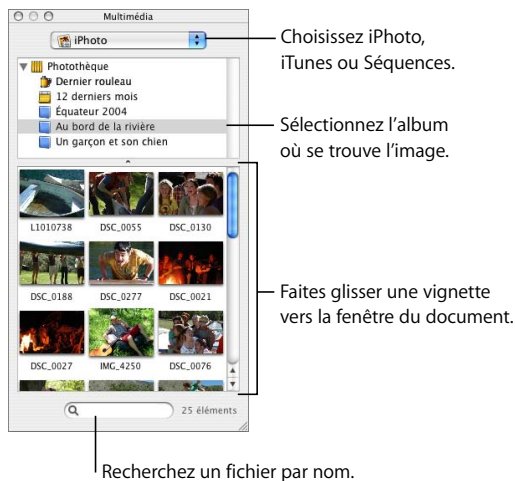 Multimédia
iPhoto
Choisissez iPhoto,
iTunes ou Séquences.
Photothèque
Dernier rouleau
12 derniers mois
Équateur 2004
Au bord de la rivière
Un garçon et son chien
Sélectionnez l’album
où se trouve l’image.
L1010738 DSC_0055 DSC_0130
DSC_0188 DSC_0277 DSC_0021
Faites glisser une vignette
vers la fenêtre du document.
DSC_0027 IMG_4250 DSC_0076
25 éléments
Recherchez un fichier par nom.